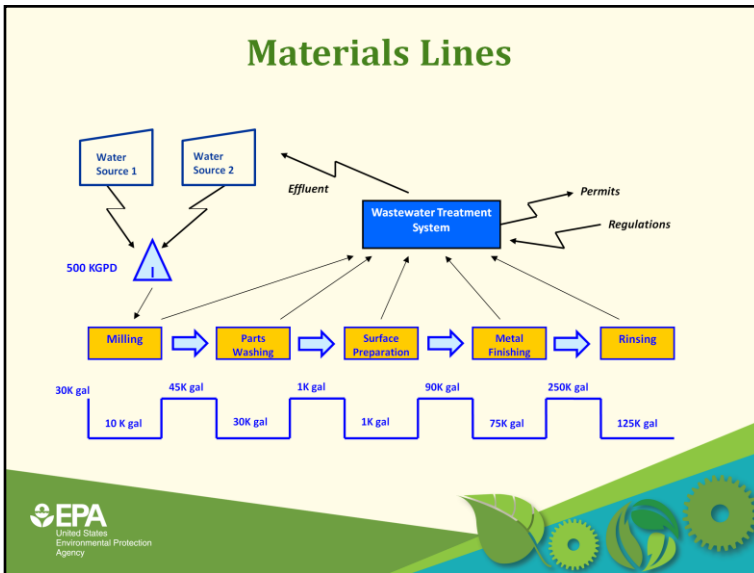 Materials Lines
Water
Source 1
Water
Source 2
Effluent
Wastewater Treatment
System
Permits
Regulations
500 KGPD
I
Milling
Parts
Washing
Surface
Preparation
Metal
Finishing
Rinsing
30K gal
45K gal
1K gal
90K gal
250K gal
10 K gal
30K gal
1K gal
75K gal
125K gal
EPA
United States
Environmental Protection
Agency